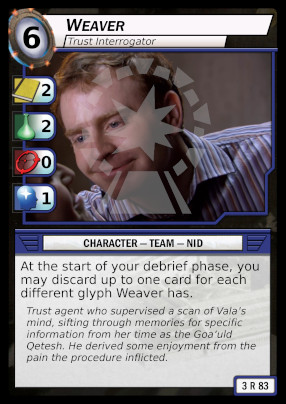 6
WEAVER
Trust Interrogator
2
2
0
1
CHARACTER – TEAM – NID
At the start of your debrief phase, you
may discard up to one card for each
different glyph Weaver has.
Trust agent who supervised a scan of Vala's
mind, sifting through memories for specific
information from her time as the Goa'uld
Qetesh. He derived some enjoyment from the
pain the procedure inflicted.
3 R 83